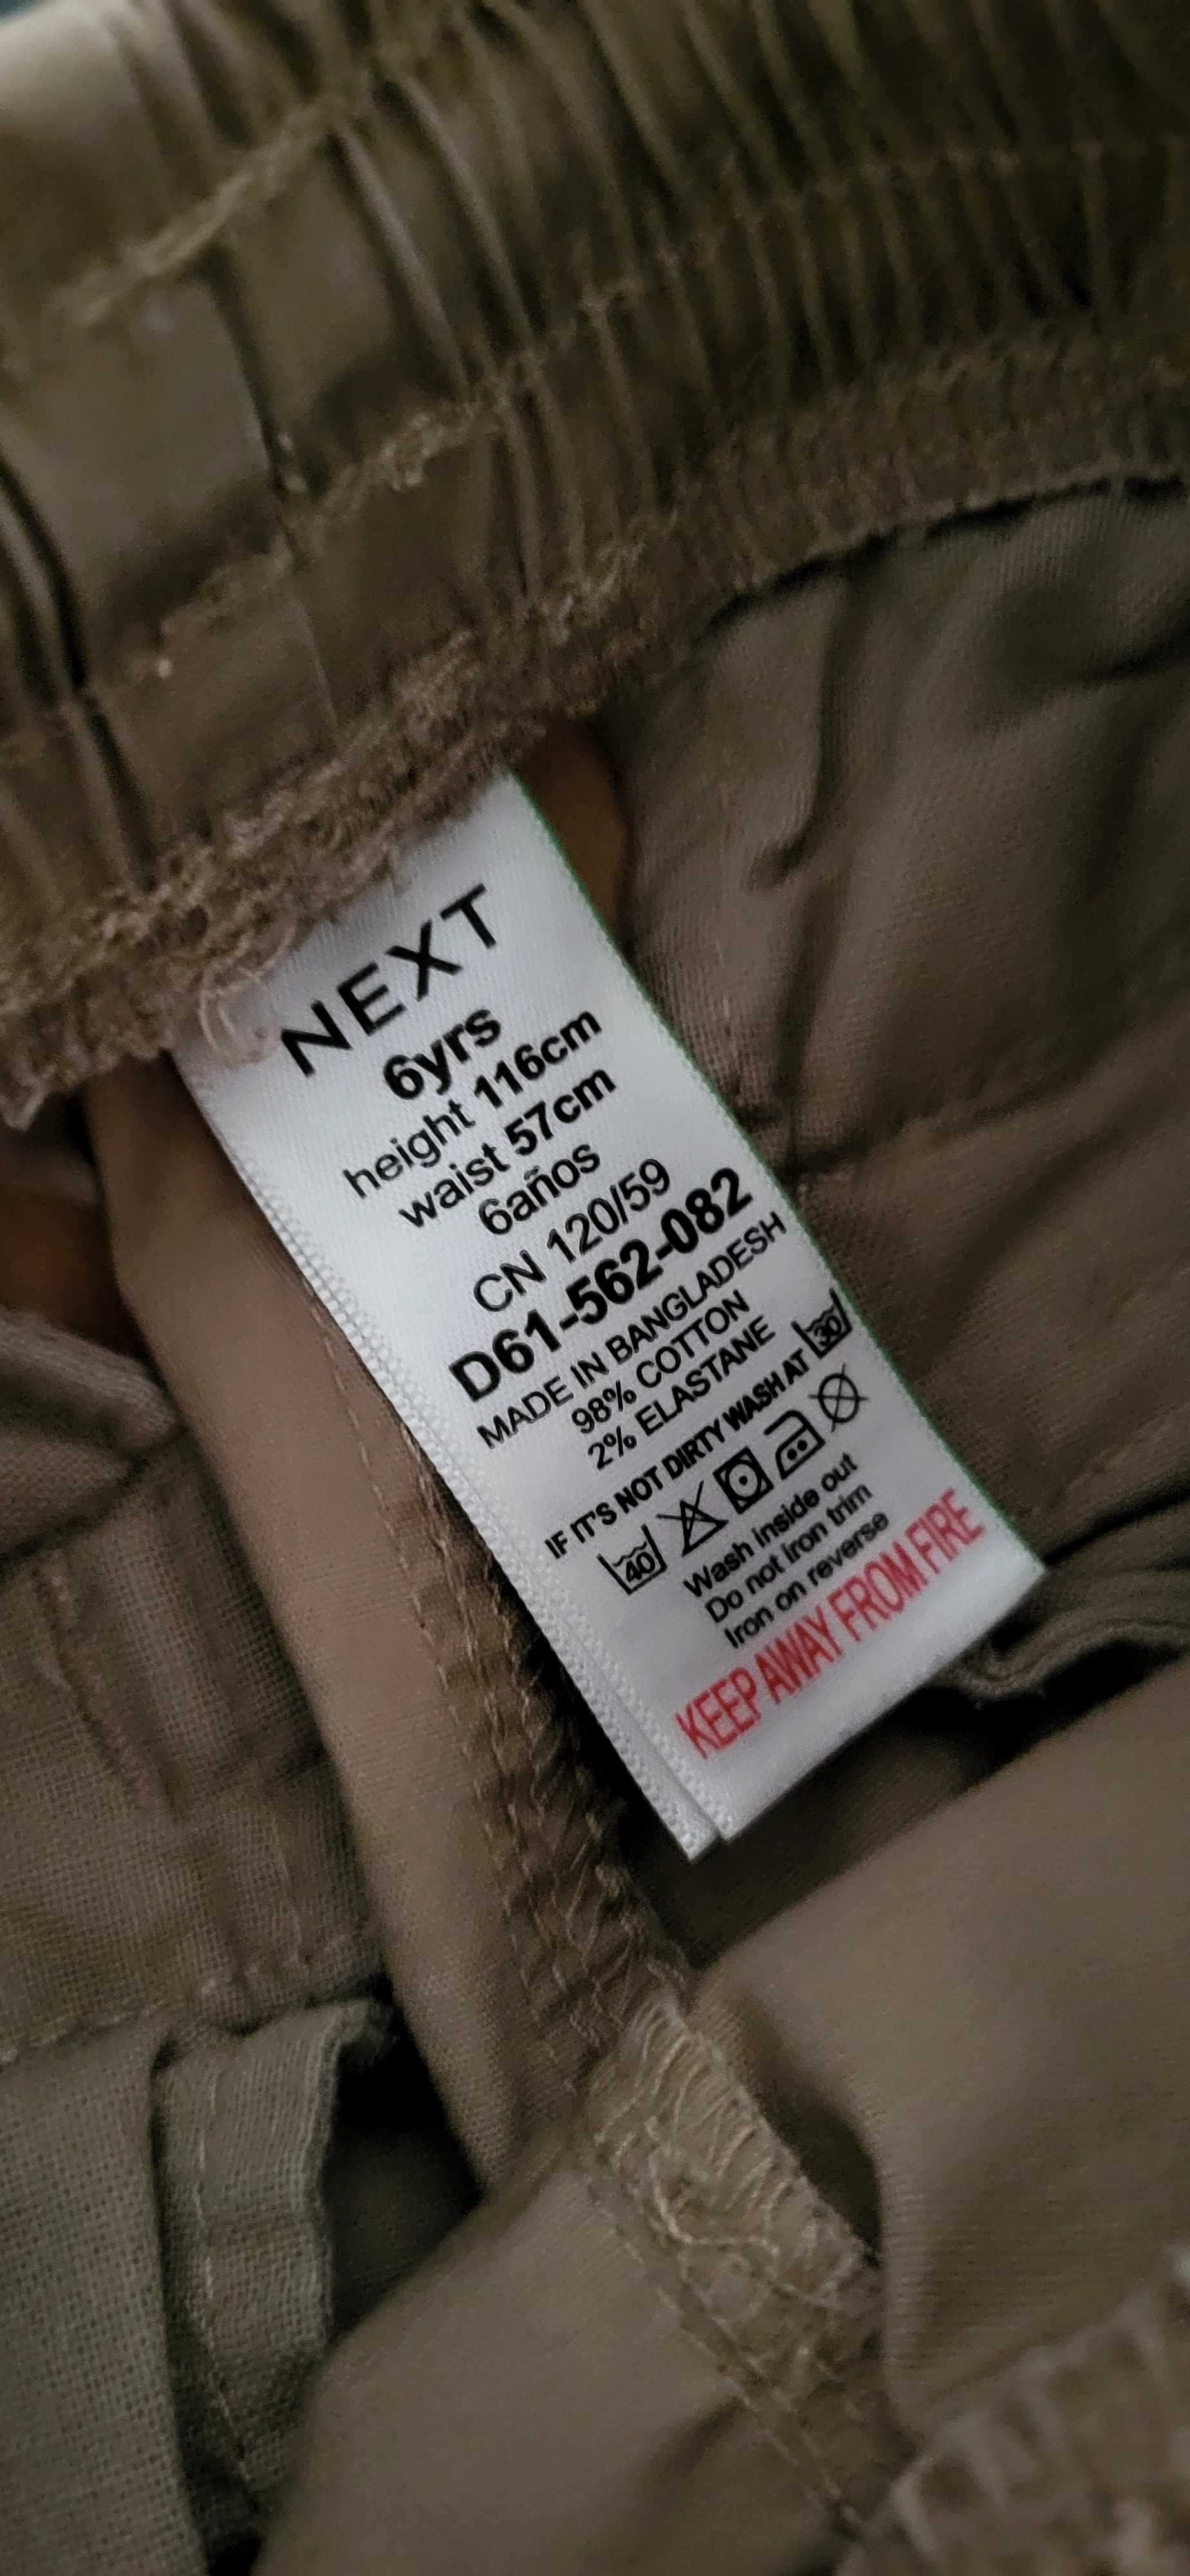 NEXT
6yrs
height 116cm
waist 57cm
6años
CN 120/59
D61-562-082
MADE IN BANGLADESH
98% COTTON
2% ELASTANE
IF IT'S NOT DIRTY WASH AT 30
40
Wash inside out
Do not iron trim
Iron on reverse
KEEP AWAY FROM FIRE